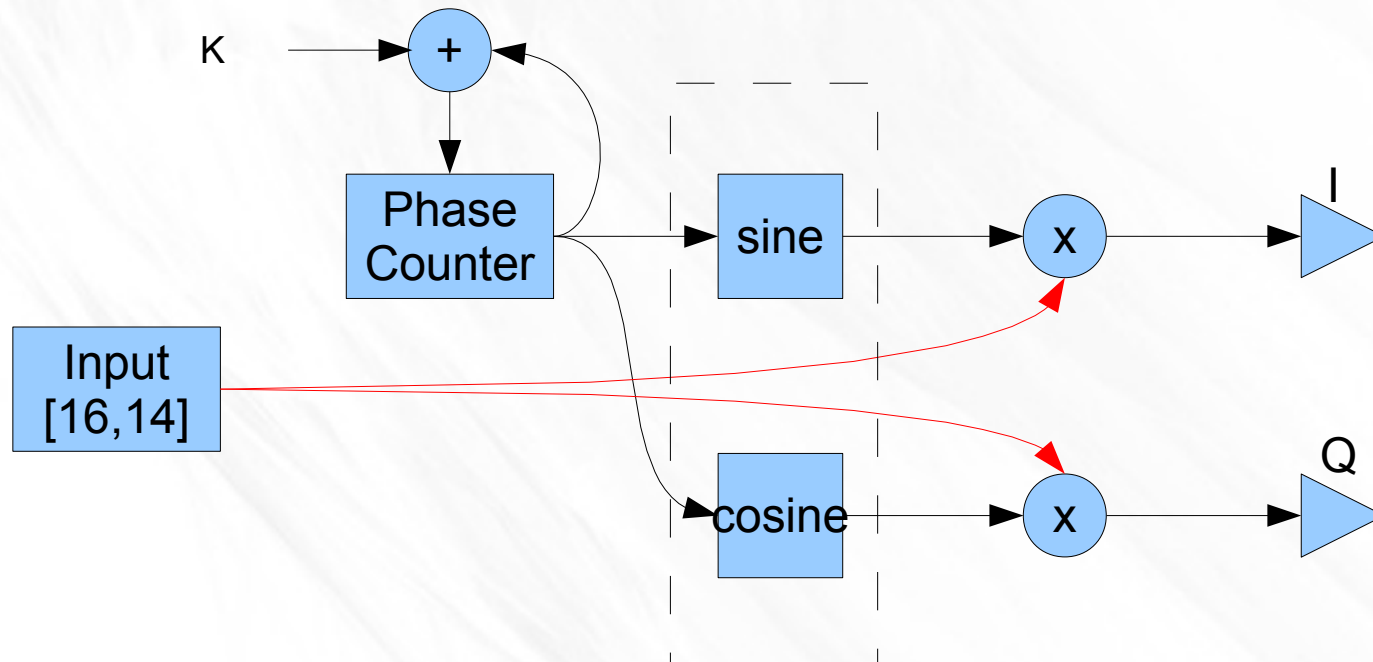 K
+
Phase
Counter
sine
x
I
Input
[16,14]
cosine
x
Q